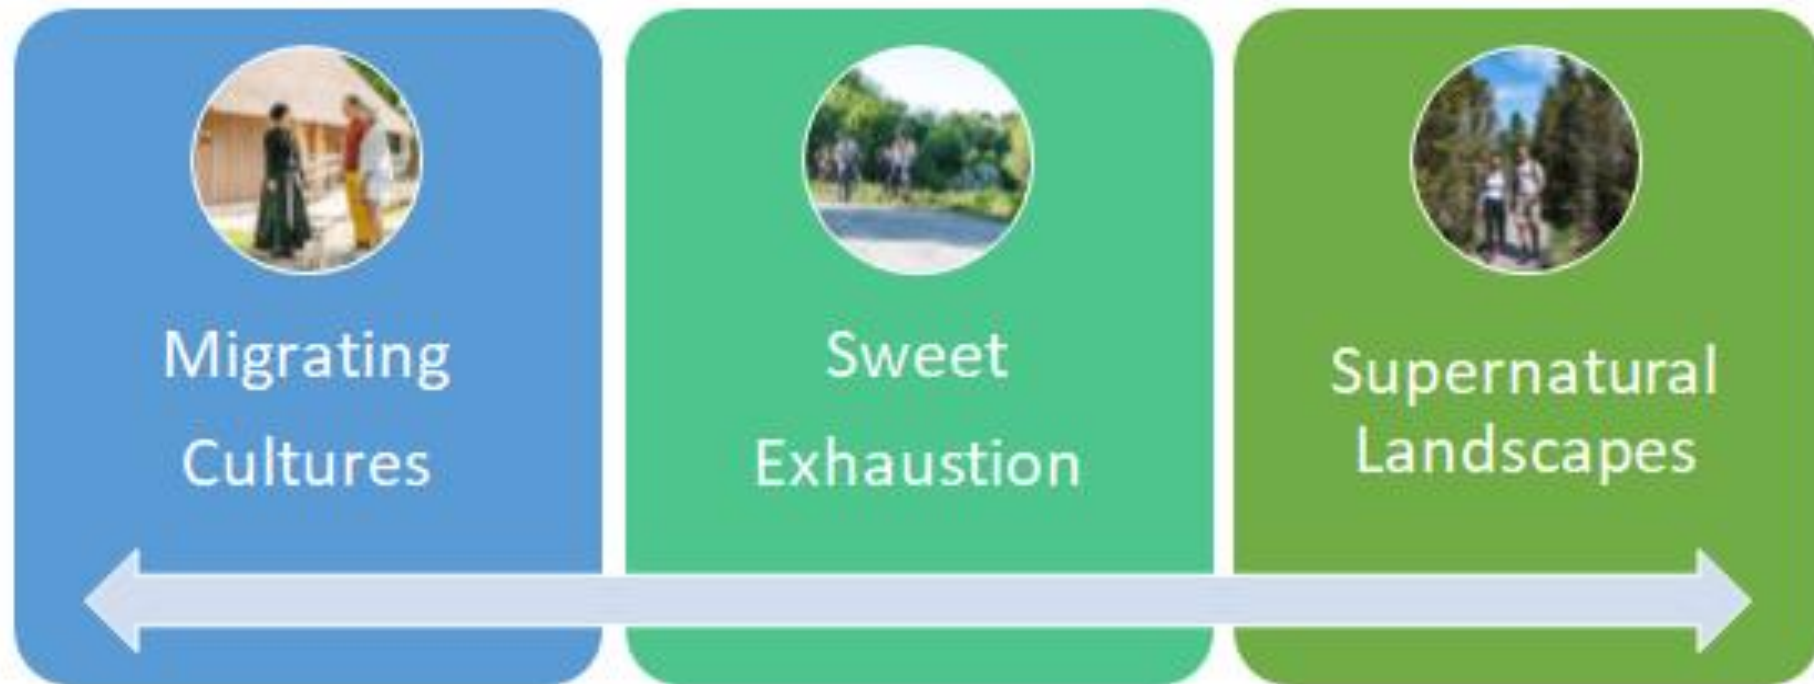 Migrating
Cultures
Sweet
Exhaustion
Supernatural
Landscapes